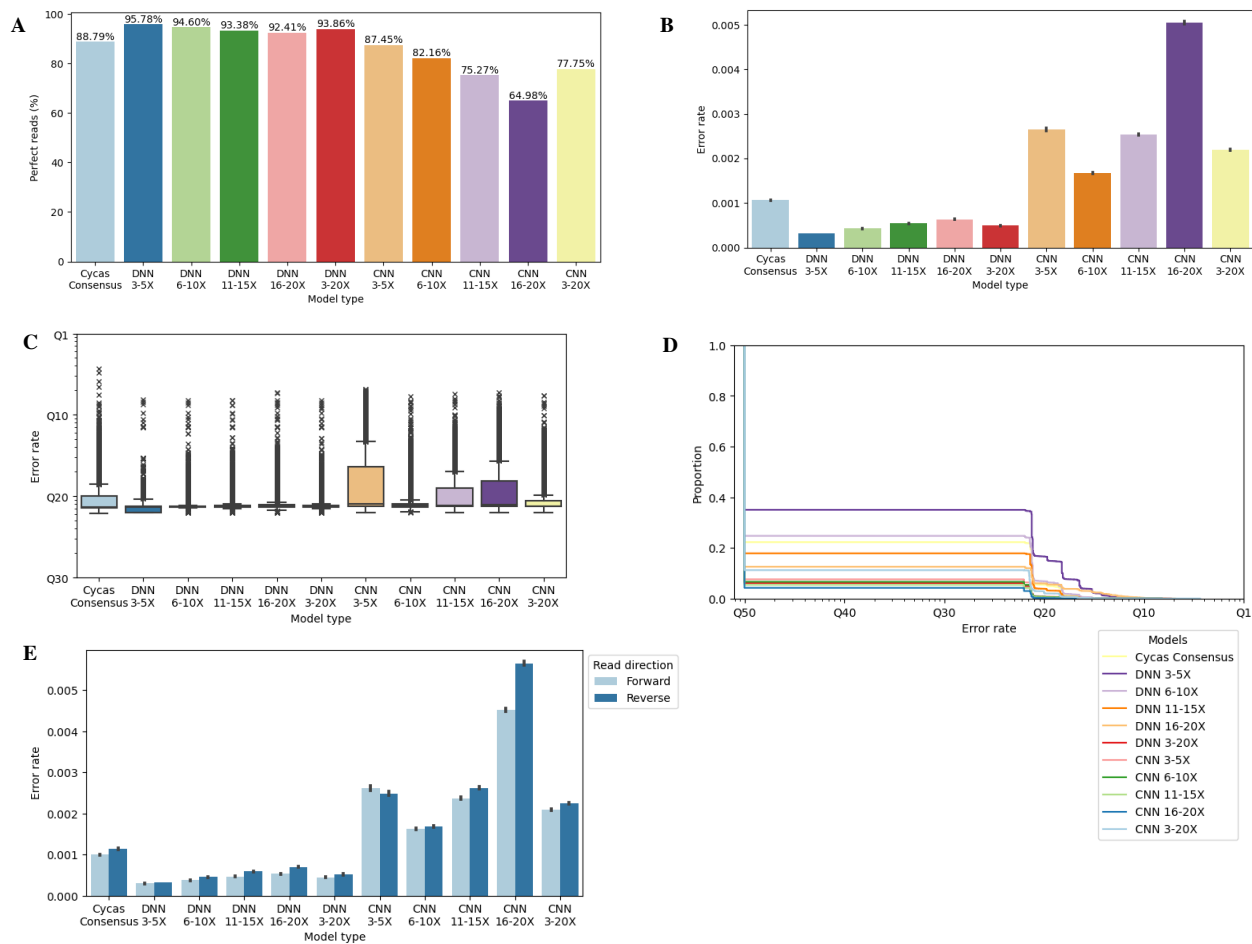 A
100
80
60
40
20
0
Perfect reads (%)
88.79%
95.78%
94.60%
93.38%
92.41%
93.86%
87.45%
82.16%
75.27%
64.98%
77.75%
Cycas DNN DNN DNN DNN DNN CNN CNN CNN CNN CNN
Consensus 3-5X 6-10X 11-15X 16-20X 3-20X 3-5X 6-10X 11-15X 16-20X 3-20X
Model type
B
0.005
0.004
0.003
0.002
0.001
0.000
Error rate
Cycas DNN DNN DNN DNN DNN CNN CNN CNN CNN CNN
Consensus 3-5X 6-10X 11-15X 16-20X 3-20X 3-5X 6-10X 11-15X 16-20X 3-20X
Model type
C
Q1
Q10
Q20
Q30
Error rate
Cycas DNN DNN DNN DNN DNN CNN CNN CNN CNN CNN
Consensus 3-5X 6-10X 11-15X 16-20X 3-20X 3-5X 6-10X 11-15X 16-20X 3-20X
Model type
D
1.0
0.8
0.6
0.4
0.2
0.0
Proportion
Q50 Q40 Q30 Q20 Q10 Q1
Error rate
Models
Cycas Consensus
DNN 3-5X
DNN 6-10X
DNN 11-15X
DNN 16-20X
DNN 3-20X
CNN 3-5X
CNN 6-10X
CNN 11-15X
CNN 16-20X
CNN 3-20X
E
0.005
0.004
0.003
0.002
0.001
0.000
Error rate
Cycas DNN DNN DNN DNN DNN CNN CNN CNN CNN CNN
Consensus 3-5X 6-10X 11-15X 16-20X 3-20X 3-5X 6-10X 11-15X 16-20X 3-20X
Model type
Read direction
Forward
Reverse